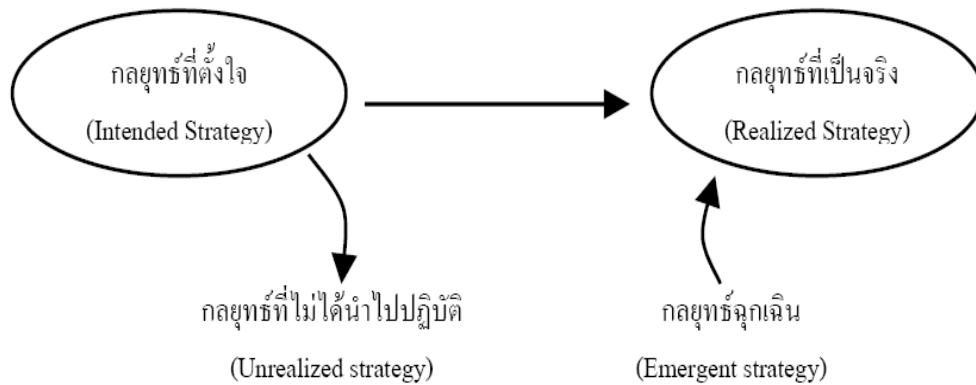 กลยุทธ์ที่ตั้งใจ
(Intended Strategy)
กลยุทธ์ที่เป็นจริง
(Realized Strategy)
กลยุทธ์ที่ไม่ได้นำไปปฏิบัติ
(Unrealized strategy)
กลยุทธ์ฉุกเฉิน
(Emergent strategy)